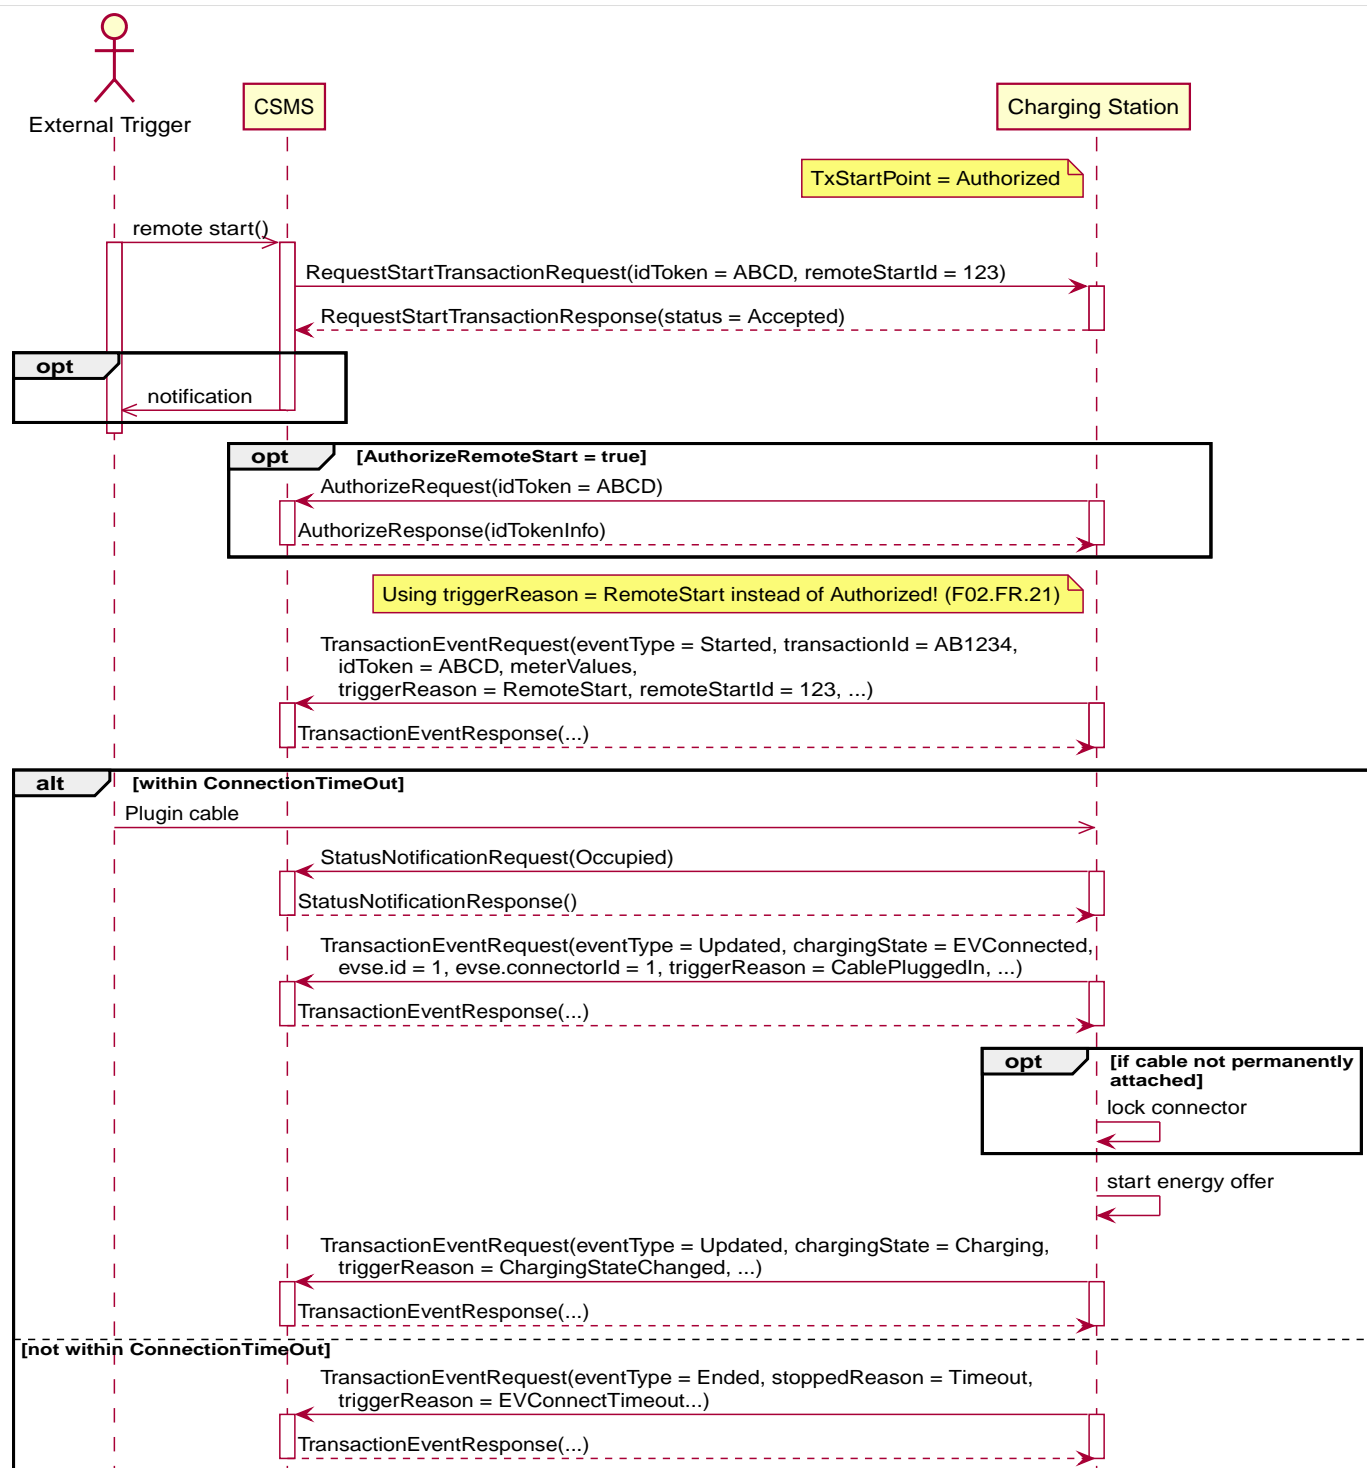 External Trigger
CSMS
Charging Station
TxStartPoint = Authorized
remote start()
RequestStartTransactionRequest(idToken = ABCD, remoteStartId = 123)
RequestStartTransactionResponse(status = Accepted)
opt
notification
opt [AuthorizeRemoteStart = true]
AuthorizeRequest(idToken = ABCD)
AuthorizeResponse(idTokenInfo)
Using triggerReason = RemoteStart instead of Authorized! (F02.FR.21)
TransactionEventRequest(eventType = Started, transactionId = AB1234,
idToken = ABCD, meterValues,
triggerReason = RemoteStart, remoteStartId = 123, ...)
TransactionEventResponse(...)
alt [within ConnectionTimeOut]
Plugin cable
StatusNotificationRequest(Occupied)
StatusNotificationResponse()
TransactionEventRequest(eventType = Updated, chargingState = EVConnected,
evse.id = 1, evse.connectorId = 1, triggerReason = CablePluggedIn, ...)
TransactionEventResponse(...)
opt [if cable not permanently
attached]
lock connector
start energy offer
TransactionEventRequest(eventType = Updated, chargingState = Charging,
triggerReason = ChargingStateChanged, ...)
TransactionEventResponse(...)
[not within ConnectionTimeOut]
TransactionEventRequest(eventType = Ended, stoppedReason = Timeout,
triggerReason = EVConnectTimeout...)
TransactionEventResponse(...)